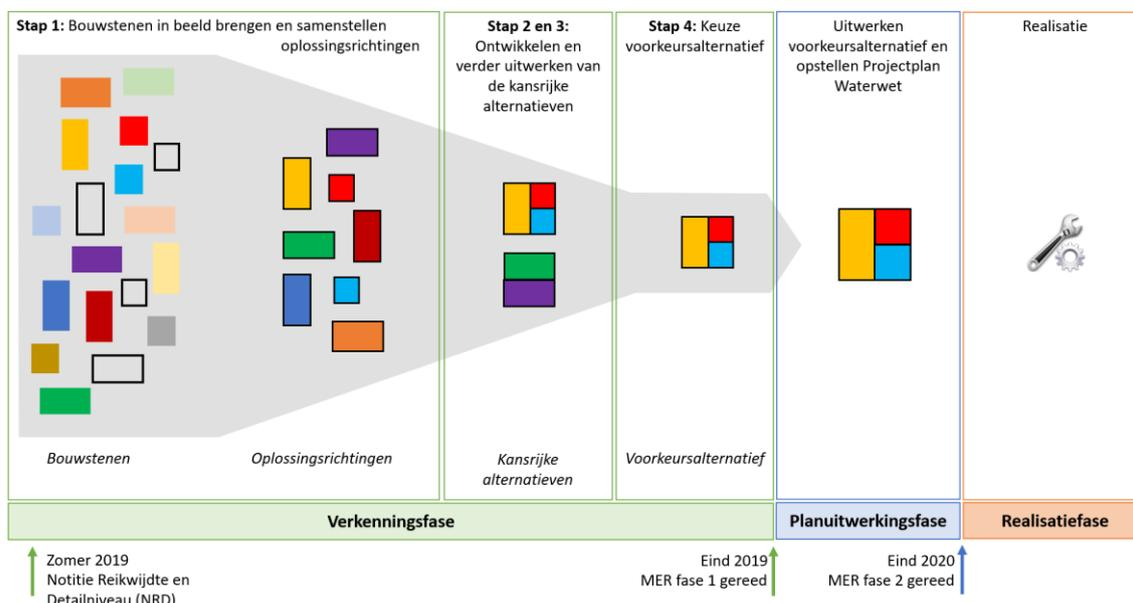 Stap 1: Bouwstenen in beeld brengen en samenstellen
oplossingsrichtingen
Stap 2 en 3:
Ontwikkelen en
verder uitwerken van
de kansrijke
alternatieven
Stap 4: Keuze
voorkeursalternatief
Uitwerken
voorkeursalternatief en
opstellen Projectplan
Waterwet
Realisatie
Bouwstenen
Oplossingsrichtingen
Kansrijke
alternatieven
Voorkeursalternatief
Verkenningsfase
Planuitwerkingsfase
Realisatiefase
Zomer 2019
Notitie Reikwijdte en
Detailniveau (NRD)
Eind 2019
MER fase 1 gereed
Eind 2020
MER fase 2 gereed